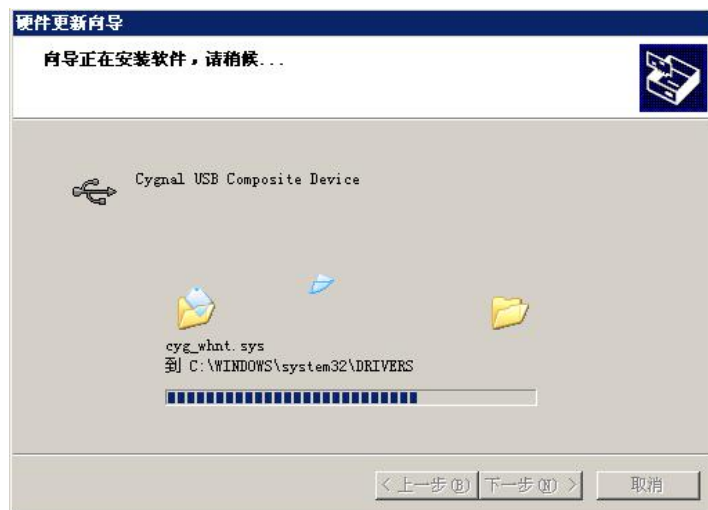 硬件更新向导
向导正在安装软件，请稍候...
Cygnal USB Composite Device
cyg_whnt.sys
到 C:\WINDOWS\system32\DRIVERS
< 上一步(B)
下一步(N) >
取消